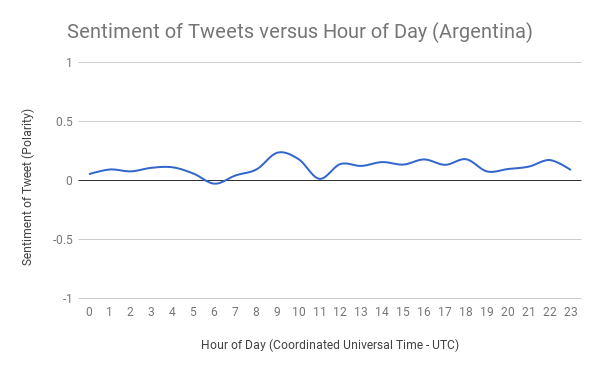 Sentiment of Tweets versus Hour of Day (Argentina)
Sentiment of Tweet (Polarity)
1
0.5
0
-0.5
-1
0 1 2 3 4 5 6 7 8 9 10 11 12 13 14 15 16 17 18 19 20 21 22 23
Hour of Day (Coordinated Universal Time - UTC)